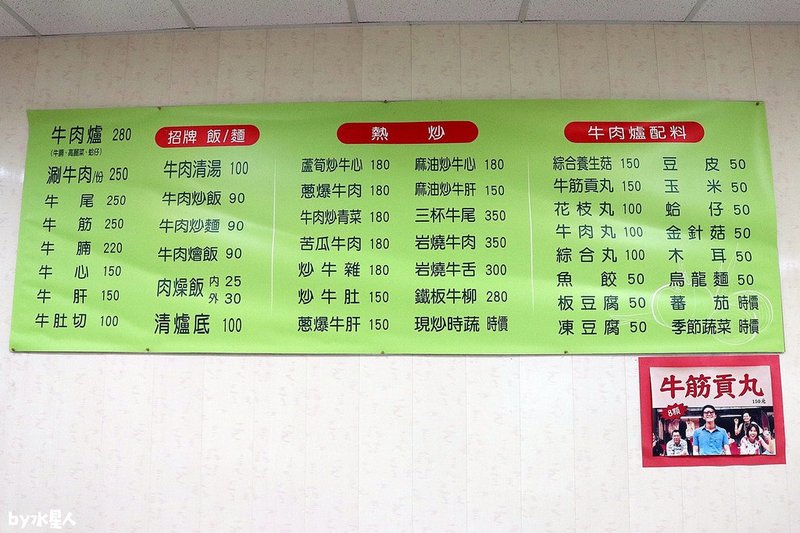 牛肉爐 280
(牛腩、高麗菜、蛤仔)
涮牛肉/份 250
牛尾 250
牛筋 250
牛腩 220
牛心 150
牛肝 150
牛肚切 100
招牌 飯/麵
牛肉清湯 100
牛肉炒飯 90
牛肉炒麵 90
牛肉燴飯 90
肉燥飯 內 25 外 30
清爐底 100
熱炒
蘆筍炒牛心 180
蔥爆牛肉 180
牛肉炒青菜 180
苦瓜牛肉 180
炒牛雜 180
炒牛肚 150
蔥爆牛肝 150
麻油炒牛心 180
麻油炒牛肝 150
三杯牛尾 350
岩燒牛肉 350
岩燒牛舌 300
鐵板牛柳 280
現炒時蔬 時價
牛肉爐配料
綜合養生菇 150
牛筋貢丸 150
花枝丸 100
牛肉丸 100
綜合丸 100
魚餃 50
板豆腐 50
凍豆腐 50
豆皮 50
玉米 50
蛤仔 50
金針菇 50
木耳 50
烏龍麵 50
蕃茄 時價
季節蔬菜 時價
牛筋貢丸
150元
8顆
by水星人